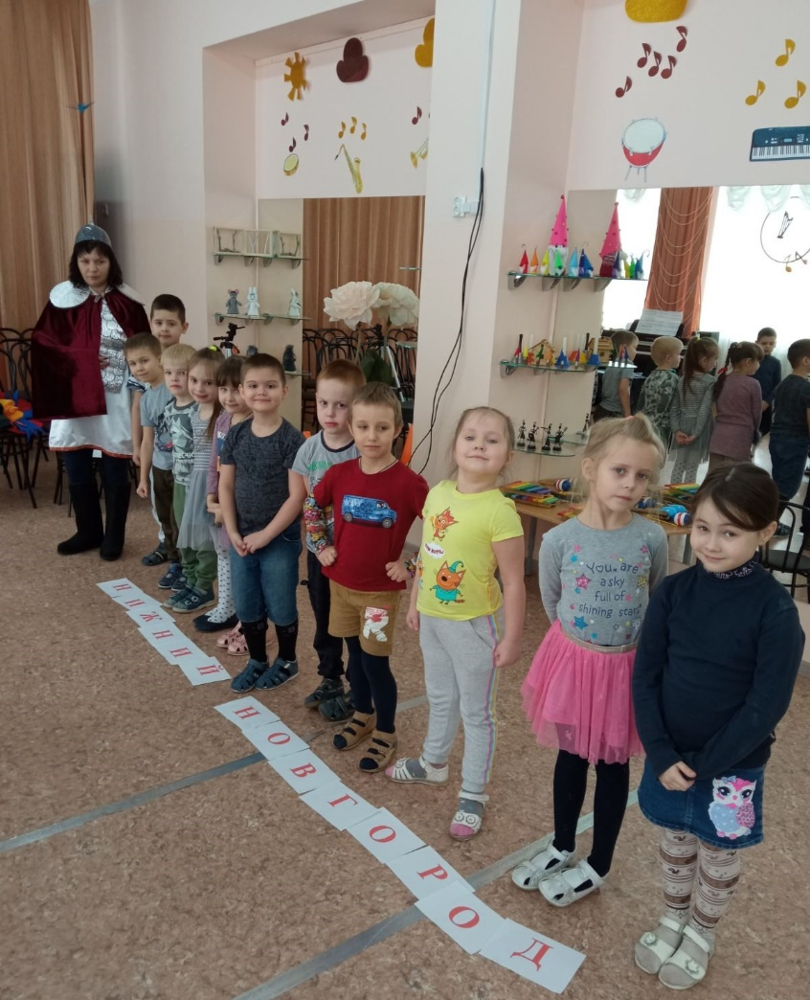 НИЖНИЙ
НОВГОРОД
You are
a sky
full of
shining stars